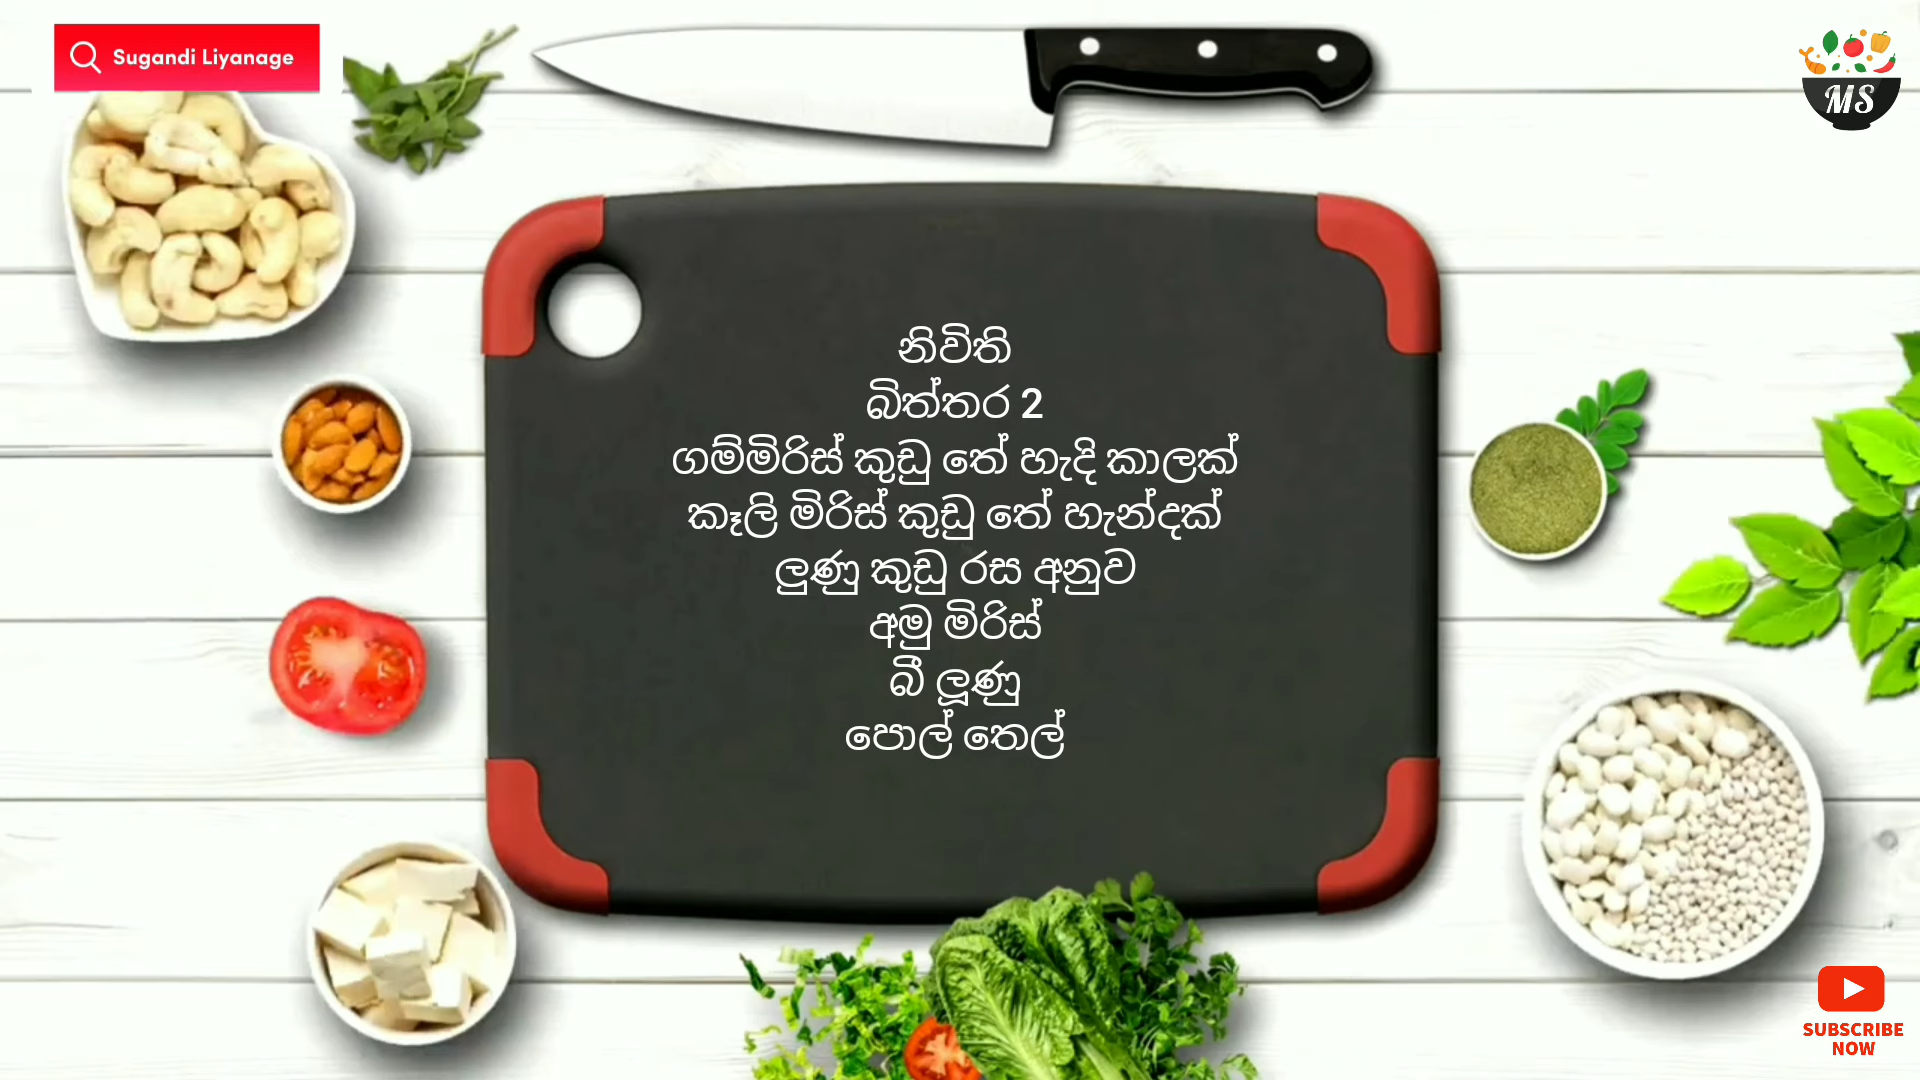 Sugandi Liyanage
MS
නිවිති
බිත්තර 2
ගම්මිරිස් කුඩු තේ හැදි කාලක්
කෑලි මිරිස් කුඩු තේ හැන්දක්
ලුණු කුඩු රස අනුව
අමු මිරිස්
බී ලූණු
පොල් තෙල්
SUBSCRIBE
NOW